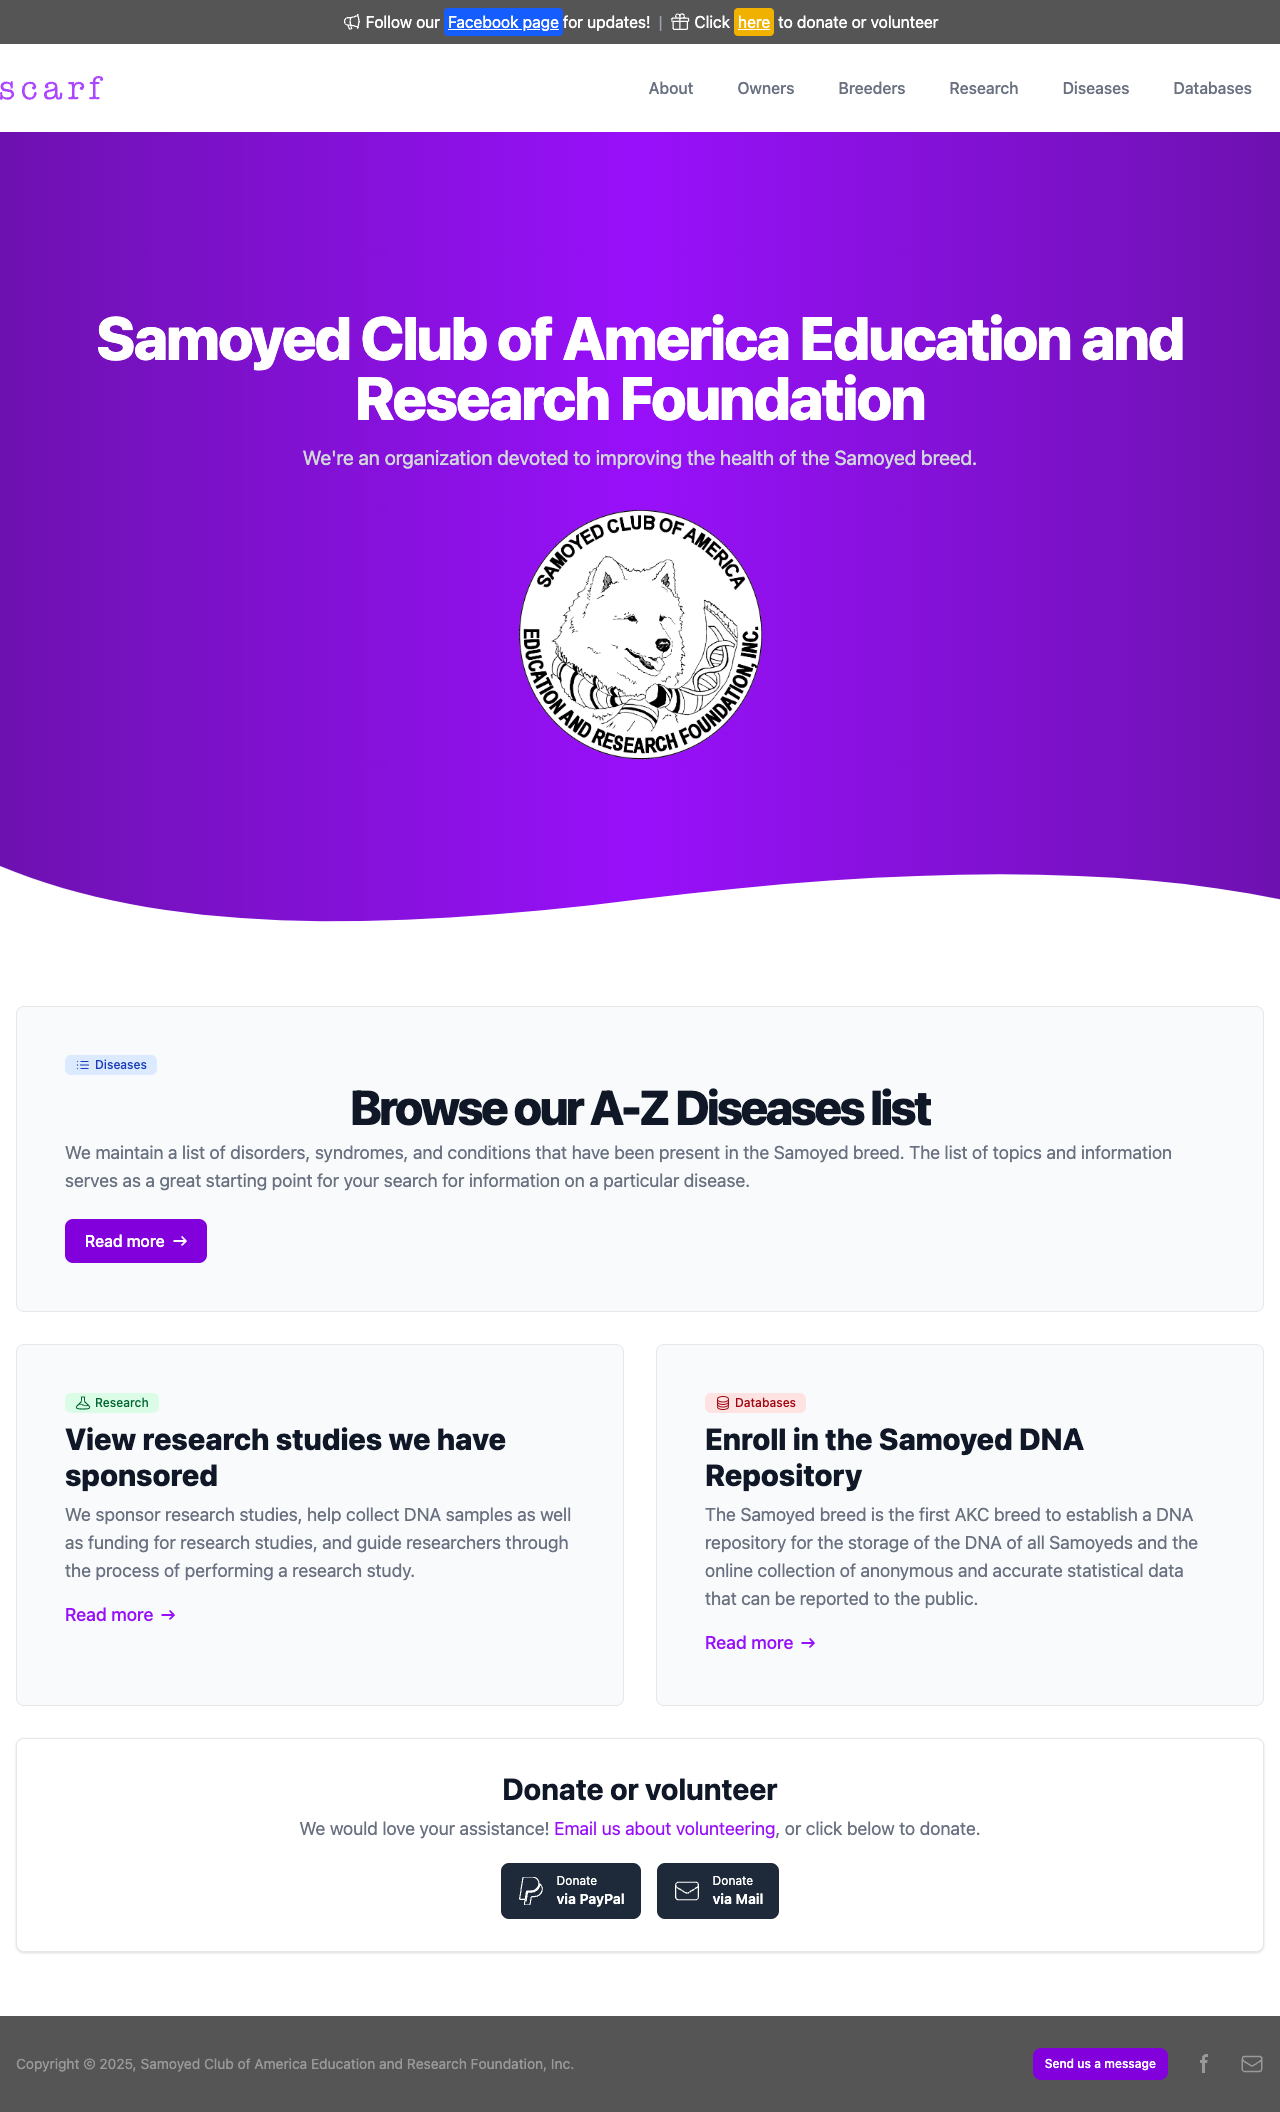 Follow our Facebook page for updates! | Click here to donate or volunteer
scarf
About Owners Breeders Research Diseases Databases
Samoyed Club of America Education and
Research Foundation
We're an organization devoted to improving the health of the Samoyed breed.
SAMOYED CLUB OF AMERICA
EDUCATION AND RESEARCH FOUNDATION, INC.
Diseases
Browse our A-Z Diseases list
We maintain a list of disorders, syndromes, and conditions that have been present in the Samoyed breed. The list of topics and information
serves as a great starting point for your search for information on a particular disease.
Read more →
Research
View research studies we have
sponsored
We sponsor research studies, help collect DNA samples as well
as funding for research studies, and guide researchers through
the process of performing a research study.
Read more →
Databases
Enroll in the Samoyed DNA
Repository
The Samoyed breed is the first AKC breed to establish a DNA
repository for the storage of the DNA of all Samoyeds and the
online collection of anonymous and accurate statistical data
that can be reported to the public.
Read more →
Donate or volunteer
We would love your assistance! Email us about volunteering, or click below to donate.
Donate
via PayPal
Donate
via Mail
Copyright © 2025, Samoyed Club of America Education and Research Foundation, Inc.
Send us a message